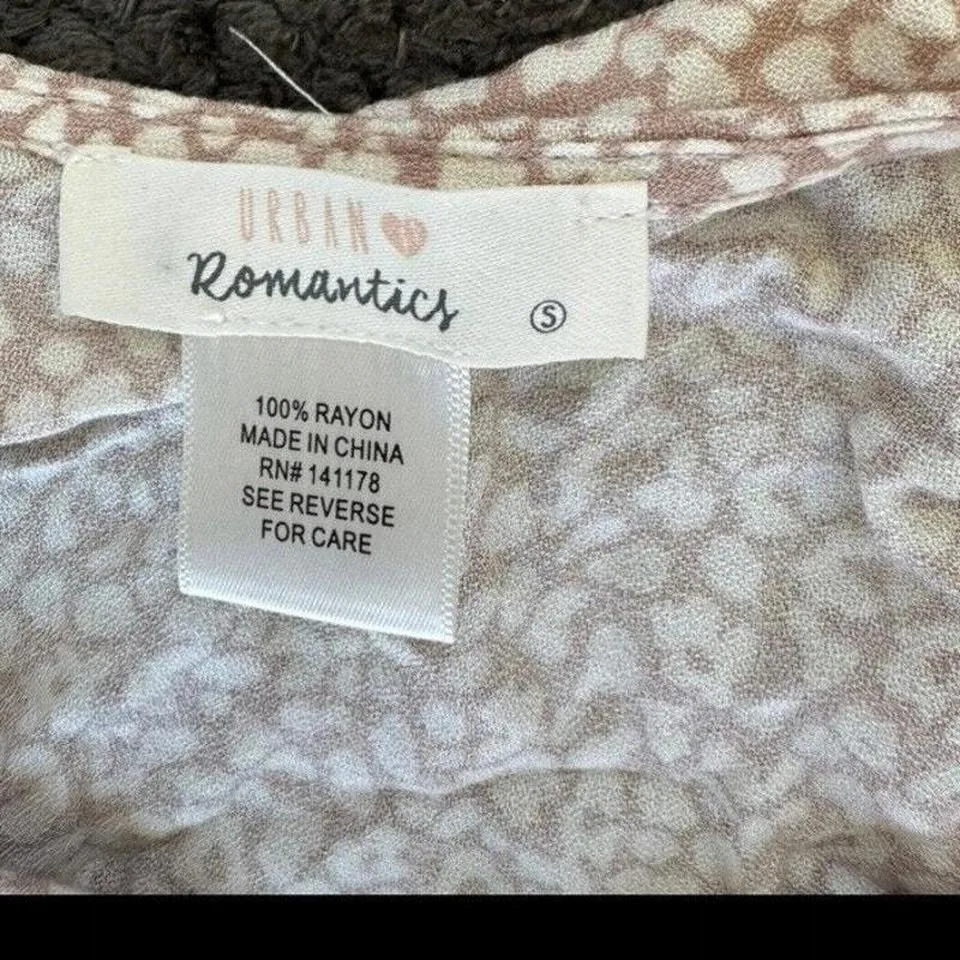 URBAN
Romantics
S
100% RAYON
MADE IN CHINA
RN# 141178
SEE REVERSE
FOR CARE